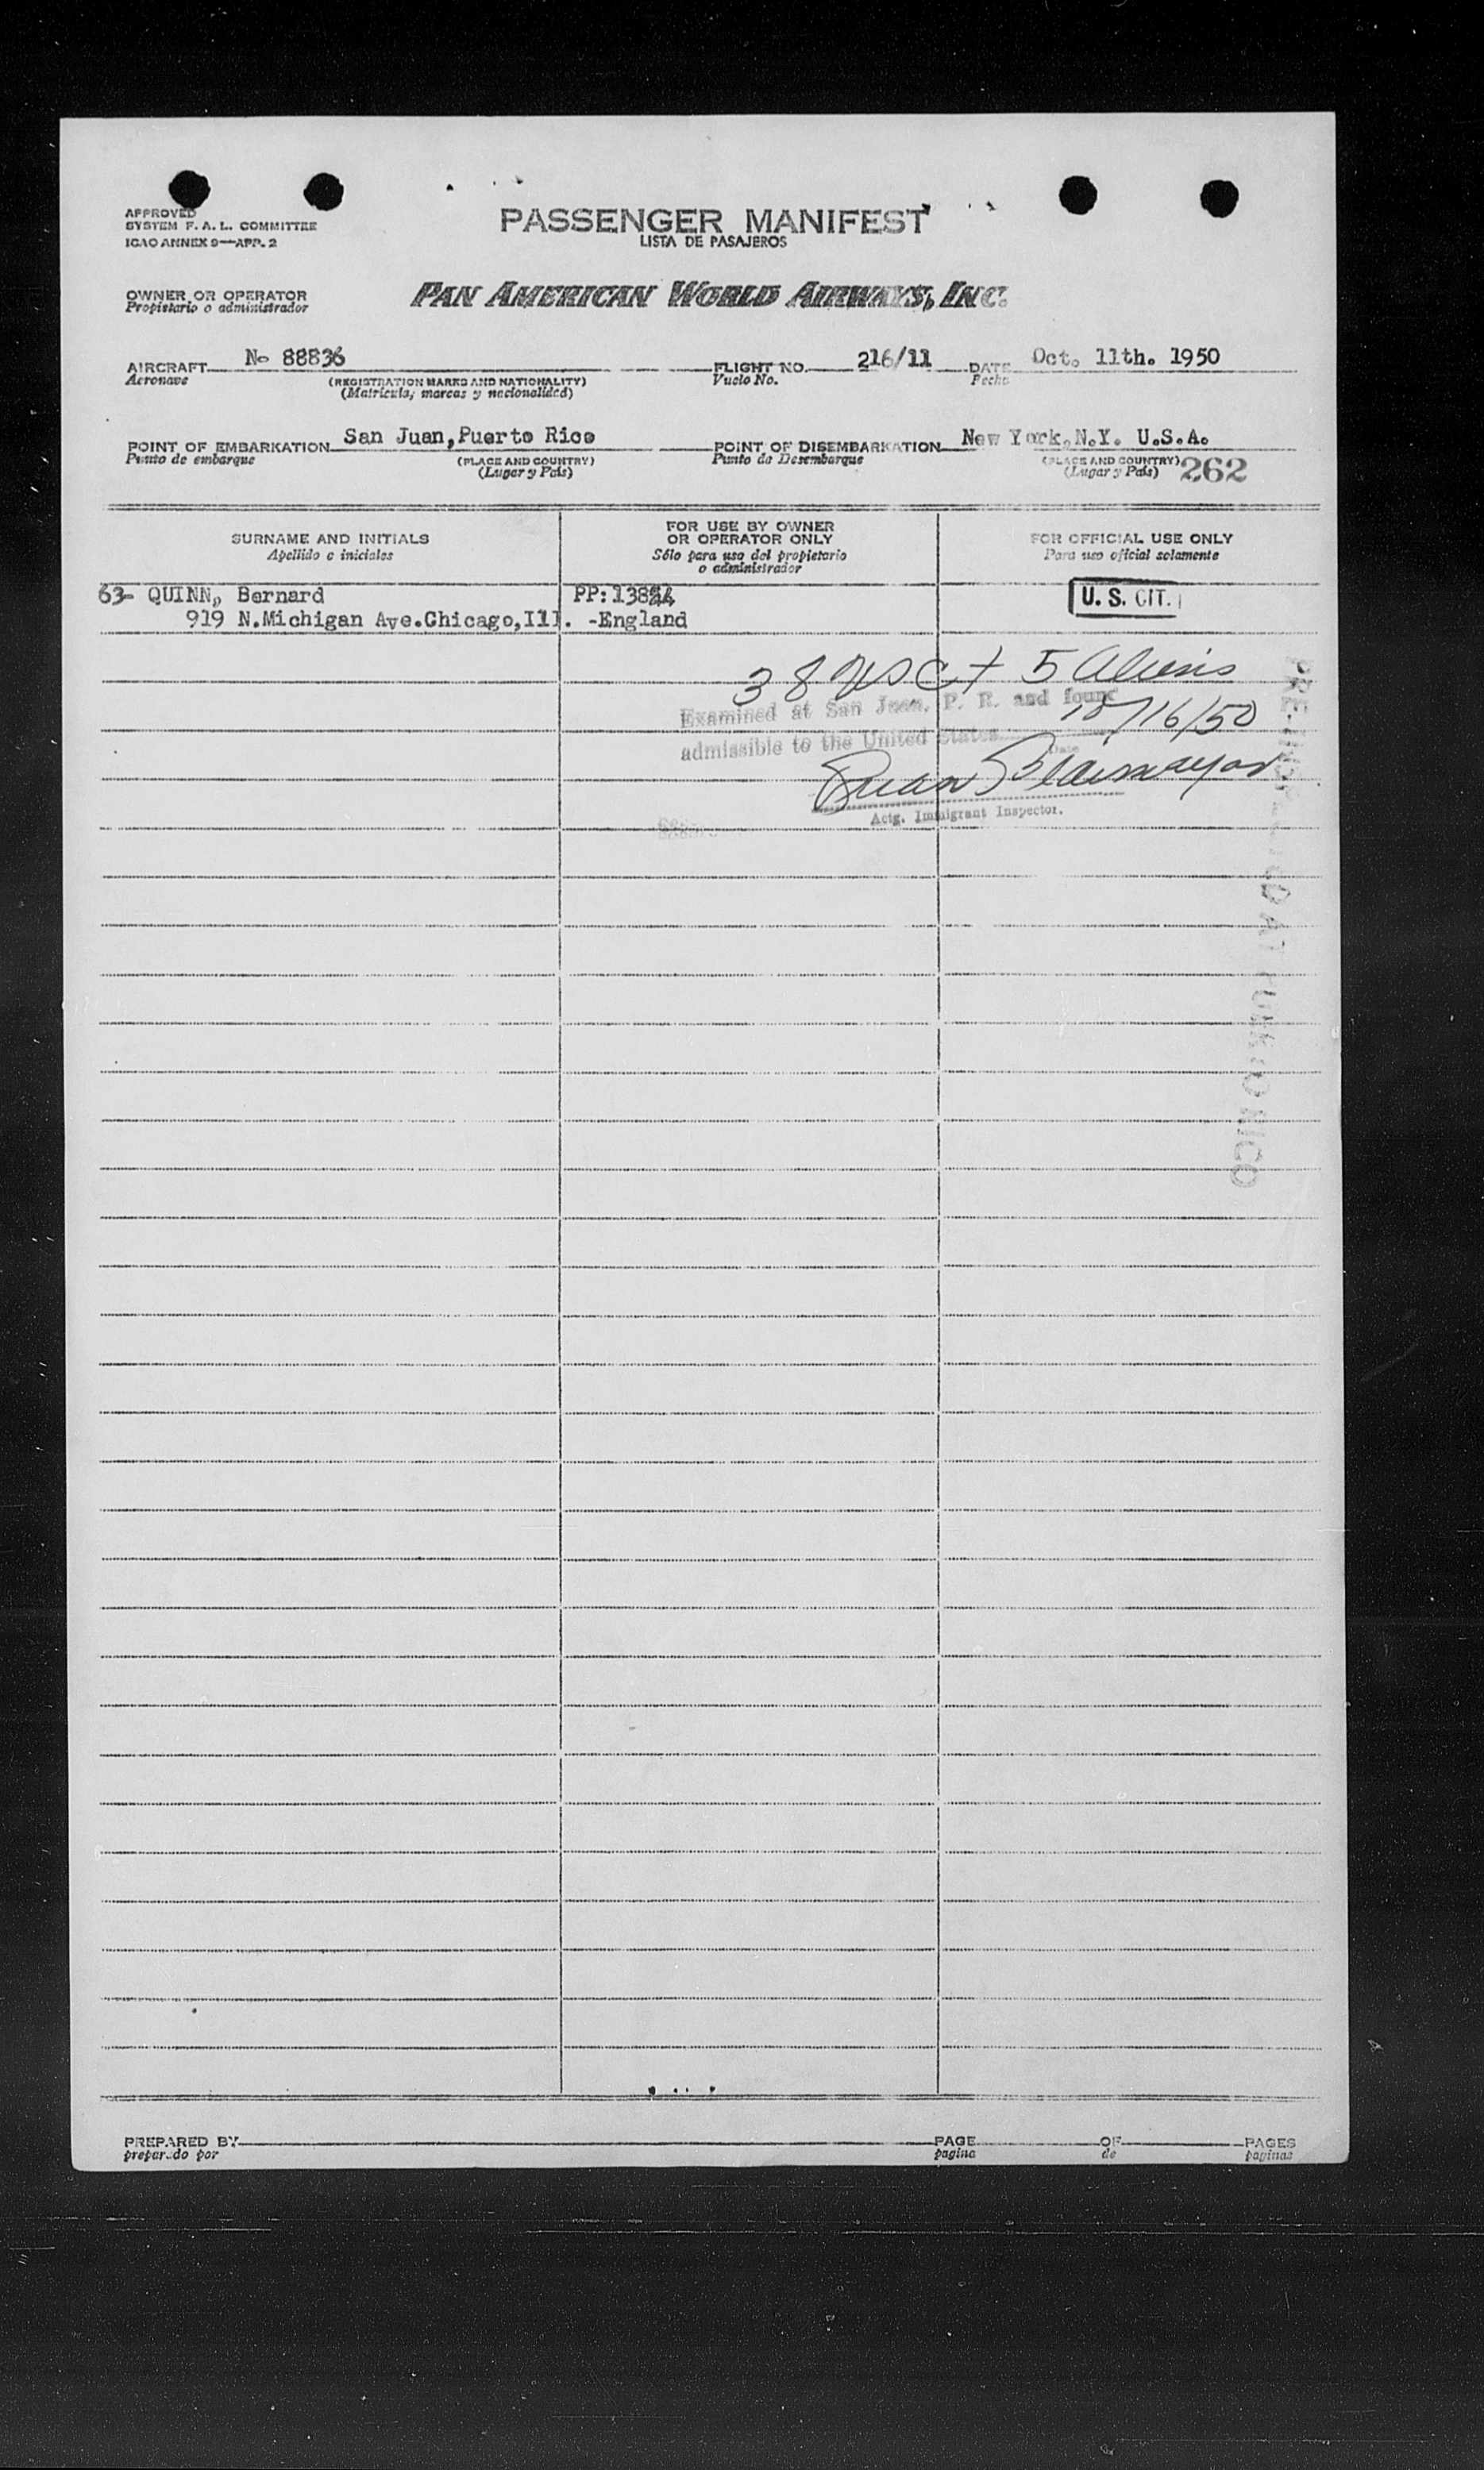 APPROVED
SYSTEM F. A. L. COMMITTEE
ICAO ANNEX 9—APP. 2
PASSENGER MANIFEST
LISTA DE PASAJEROS
OWNER OR OPERATOR
Propietario o administrador
PAN AMERICAN WORLD AIRWAYS, INC.
AIRCRAFT No 88836
Aeronave
(REGISTRATION MARKS AND NATIONALITY)
(Matricula, marcas y nacionalidad)
FLIGHT NO. 216/11
Vuelo No.
DATE Oct. 11th. 1950
Fecha
POINT OF EMBARKATION San Juan, Puerto Rico
Punto de embarque
(PLACE AND COUNTRY)
(Lugar y País)
POINT OF DISEMBARKATION New York, N.Y. U.S.A.
Punto de Desembarque
(PLACE AND COUNTRY)
(Lugar y País)
262
SURNAME AND INITIALS
Apellido e iniciales
FOR USE BY OWNER
OR OPERATOR ONLY
Sólo para uso del propietario
o administrador
FOR OFFICIAL USE ONLY
Para uso oficial solamente
63- QUINN, Bernard
PP:
U. S. CIT.
919 N.Michigan Ave.Chicago,Ill. -England
38 USC + 5 Aliens
Examined at San Juan, P. R. and found
10/16/50
admissible to the United States
Date
Juan
Actg. Immigrant Inspector.
PREPARED BY
preparado por
PAGE
pagina
OF
de
PAGES
paginas